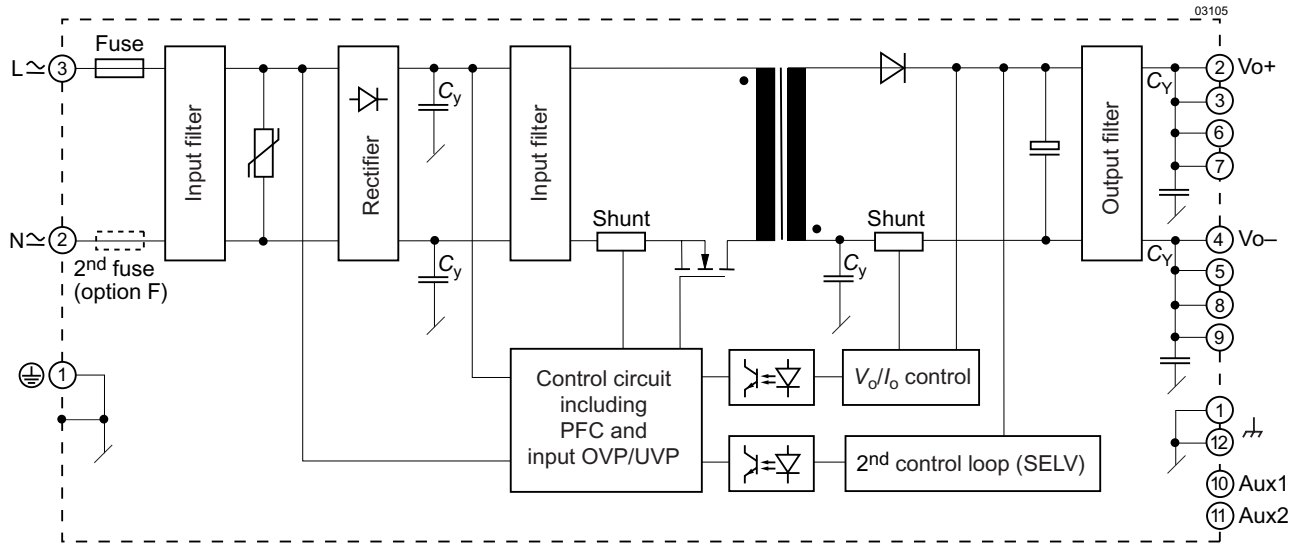 03105
Fuse
L≃ 3
Input filter
Rectifier
Cy
Input filter
Shunt
Shunt
Output filter
CY
2 Vo+
3
6
7
N≃ 2
2nd fuse
(option F)
Cy
Cy
CY
4 Vo–
5
8
9
1
Control circuit
including
PFC and
input OVP/UVP
Vo/Io control
2nd control loop (SELV)
1
12
10 Aux1
11 Aux2